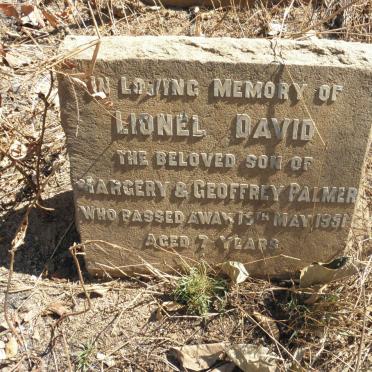 IN LOVING MEMORY OF
LIONEL DAVID
THE BELOVED SON OF
MARGERY & GEOFFREY PALMER
WHO PASSED AWAY 15TH MAY 1951
AGED 7 YEARS